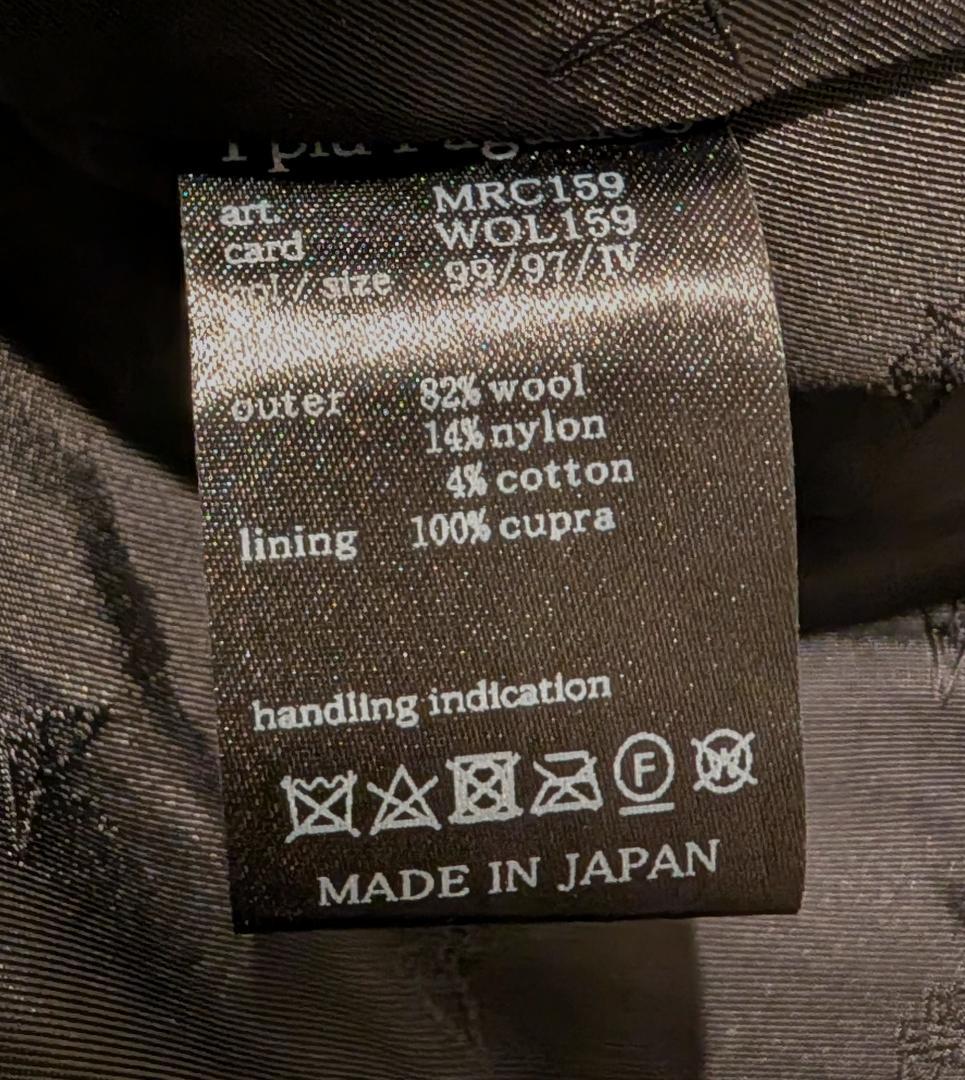 art. MRC159
card WOL159
col / size 99/97/IV
outer 82% wool
14% nylon
4% cotton
lining 100% cupra
handling indication
F W
MADE IN JAPAN